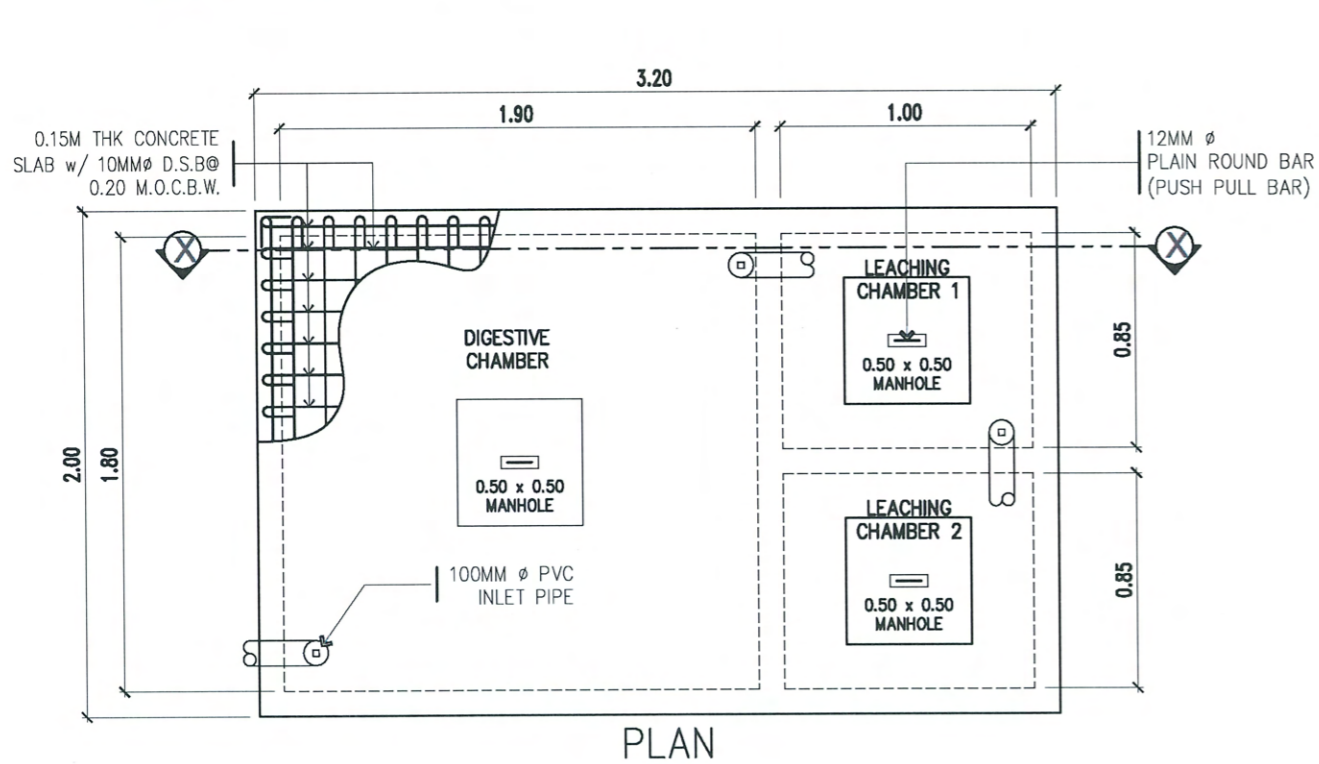 3.20
1.90
1.00
0.15M THK CONCRETE
SLAB w/ 10MMø D.S.B@
0.20 M.O.C.B.W.
12MM ø
PLAIN ROUND BAR
(PUSH PULL BAR)
X
X
LEACHING
CHAMBER 1
0.50 x 0.50
MANHOLE
0.85
DIGESTIVE
CHAMBER
0.50 x 0.50
MANHOLE
2.00
1.80
LEACHING
CHAMBER 2
0.50 x 0.50
MANHOLE
0.85
100MM ø PVC
INLET PIPE
PLAN